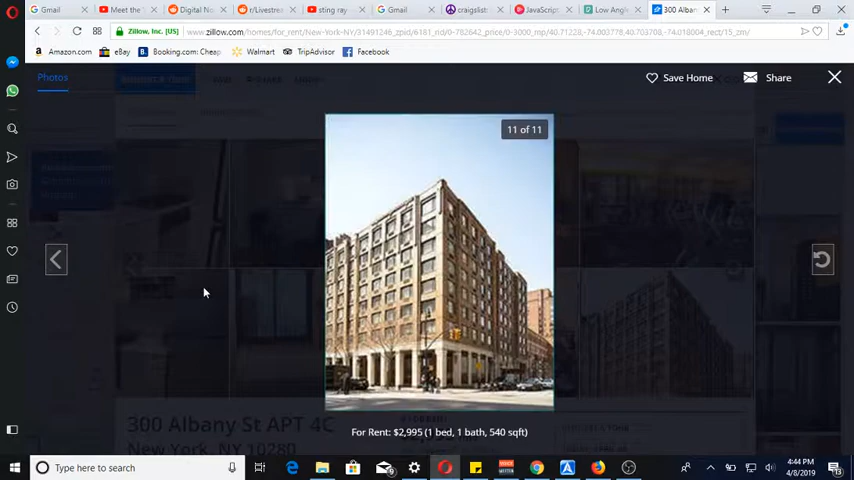 Gmail
Meet the
Digital No
r/Livestrea
sting ray
Gmail
craigslist
JavaScript
Low Angle
300 Alban
Zillow, Inc. [US]
www.zillow.com/homes/for_rent/New-York-NY/31491246_zpid/6181_rid/0-782642_price/0-3000_mp/40.71228,-74.003778,40.703708,-74.0
Amazon.com
eBay
Booking.com: Cheap
Walmart
TripAdvisor
Facebook
Photos
Save Home
Share
11 of 11
For Rent: $2,995 (1 bed, 1 bath, 540 sqft)
300 Albany St APT 4C
New York, NY 10280
Type here to search
4:44 PM
4/8/2019